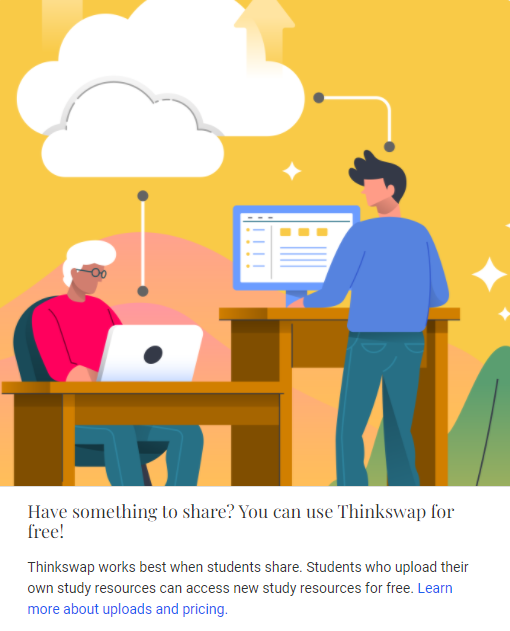 Have something to share? You can use Thinkswap for
free!
Thinkswap works best when students share. Students who upload their
own study resources can access new study resources for free. Learn
more about uploads and pricing.